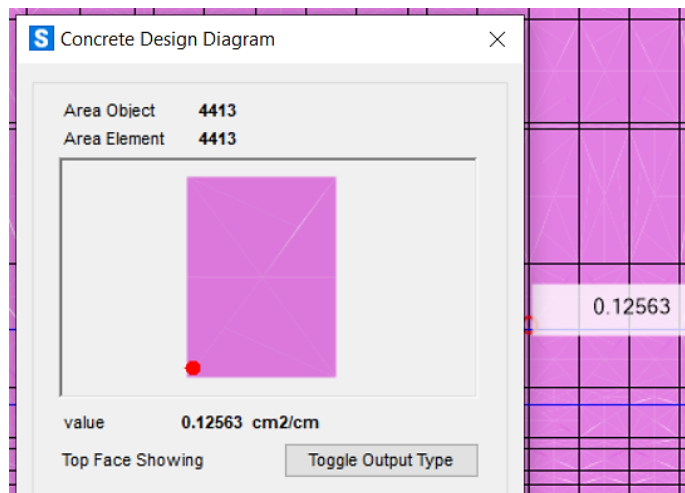 S Concrete Design Diagram
Area Object 4413
Area Element 4413
0.12563
value 0.12563 cm2/cm
Top Face Showing Toggle Output Type